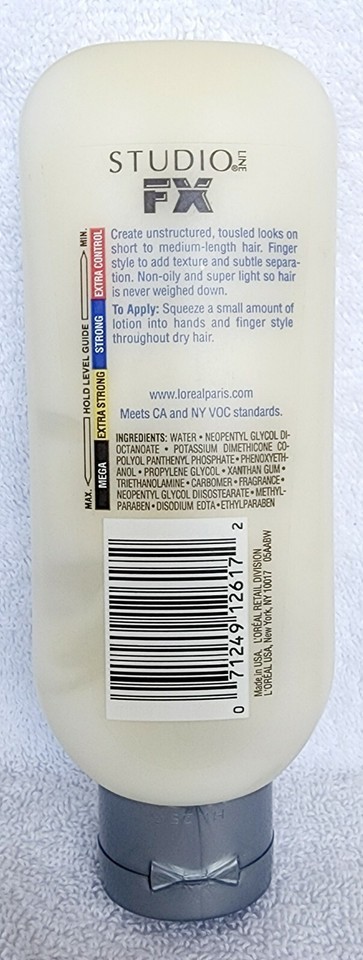 STUDIO LINE®
FX
Create unstructured, tousled looks on
short to medium-length hair. Finger
style to add texture and subtle separa-
tion. Non-oily and super light so hair
is never weighed down.
To Apply: Squeeze a small amount of
lotion into hands and finger style
throughout dry hair.
MAX. HOLD LEVEL GUIDE MIN.
MEGA EXTRA STRONG STRONG EXTRA CONTROL
www.lorealparis.com
Meets CA and NY VOC standards.
INGREDIENTS: WATER • NEOPENTYL GLYCOL DI-
OCTANOATE • POTASSIUM DIMETHICONE CO-
POLYOL PANTHENYL PHOSPHATE • PHENOXYETH-
ANOL • PROPYLENE GLYCOL • XANTHAN GUM •
TRIETHANOLAMINE • CARBOMER • FRAGRANCE •
NEOPENTYL GLYCOL DIISOSTEARATE • METHYL-
PARABEN • DISODIUM EDTA • ETHYLPARABEN
0 71249 12617 2
Made in USA. L'ORÉAL RETAIL DIVISION
L'ORÉAL USA, New York, NY 10017 05AABW